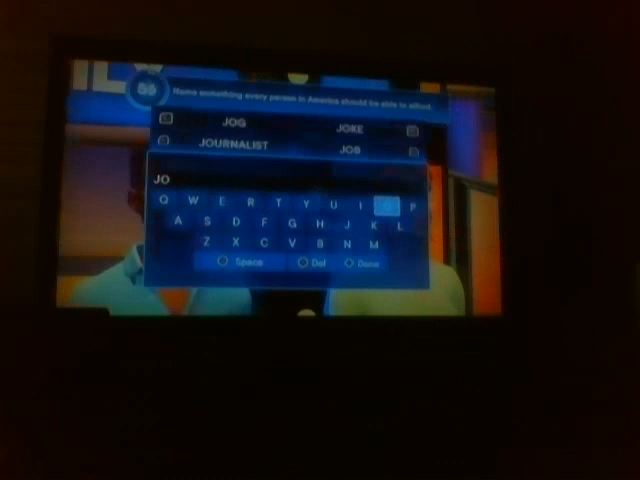 Name something every person in America should be able to afford.
JOG JOKE
JOURNALIST JOB
JO
Q W E R T Y U I O P
A S D F G H J K L
Z X C V B N M
Space Del Done